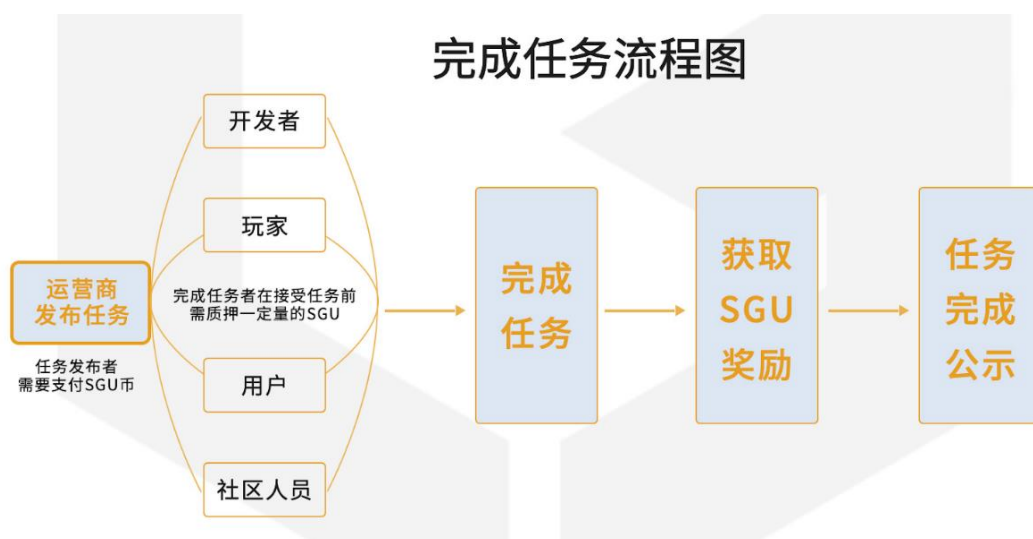 完成任务流程图
开发者
玩家
运营商
发布任务
任务发布者
需要支付SGU币
完成任务者在接受任务前
需质押一定量的SGU
用户
社区人员
完成
任务
获取
SGU
奖励
任务
完成
公示